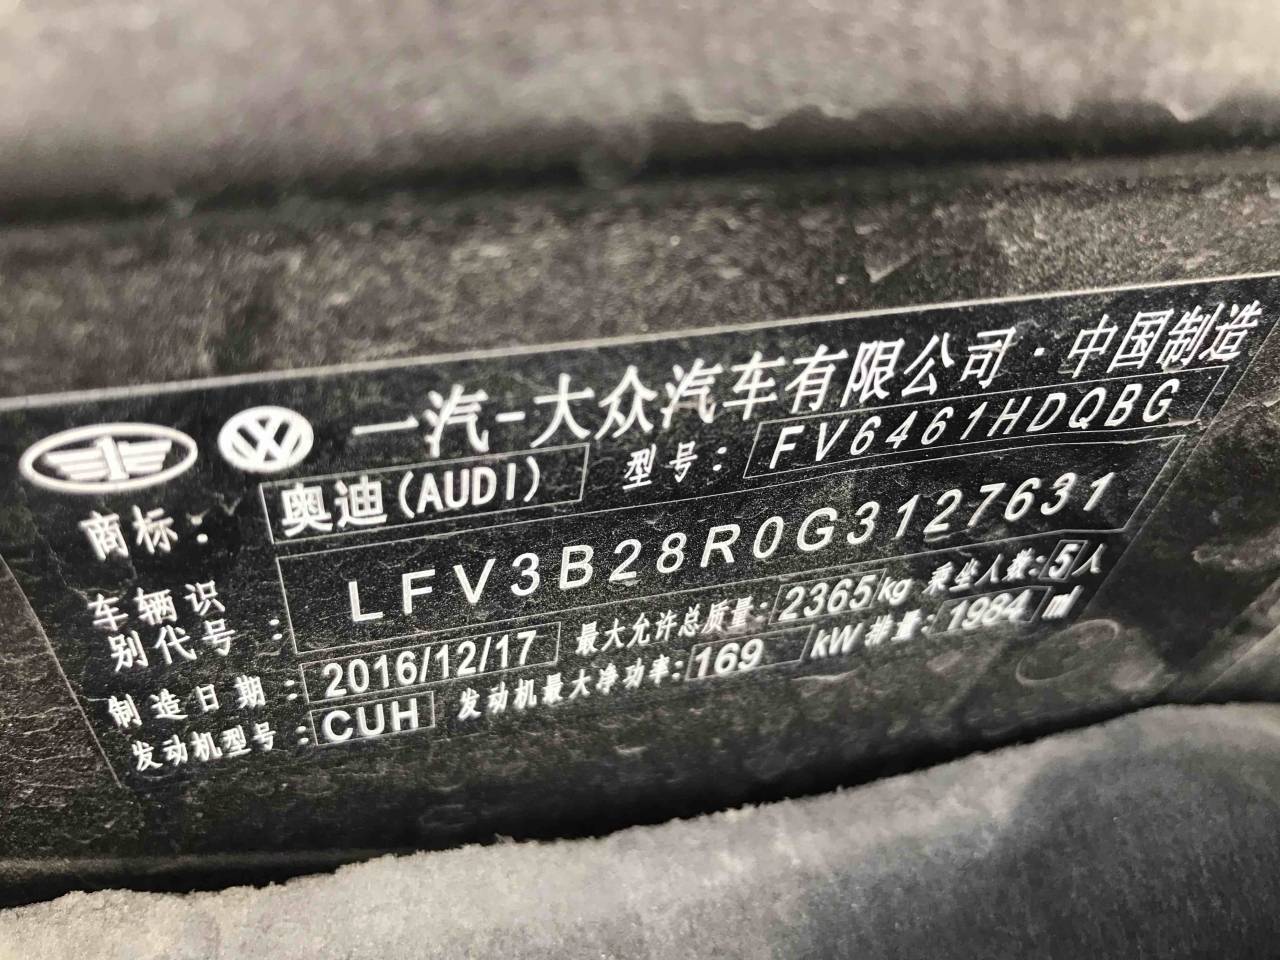 一汽-大众汽车有限公司·中国制造
商标: 奥迪(AUDI) 型号: FV6461HDQBG
车辆识别代号: LFV3B28R0G3127631
制造日期: 2016/12/17 最大允许总质量: 2365kg 乘坐人数: 5人
发动机型号: CUH 发动机最大净功率: 169 kW 排量: 1984 ml